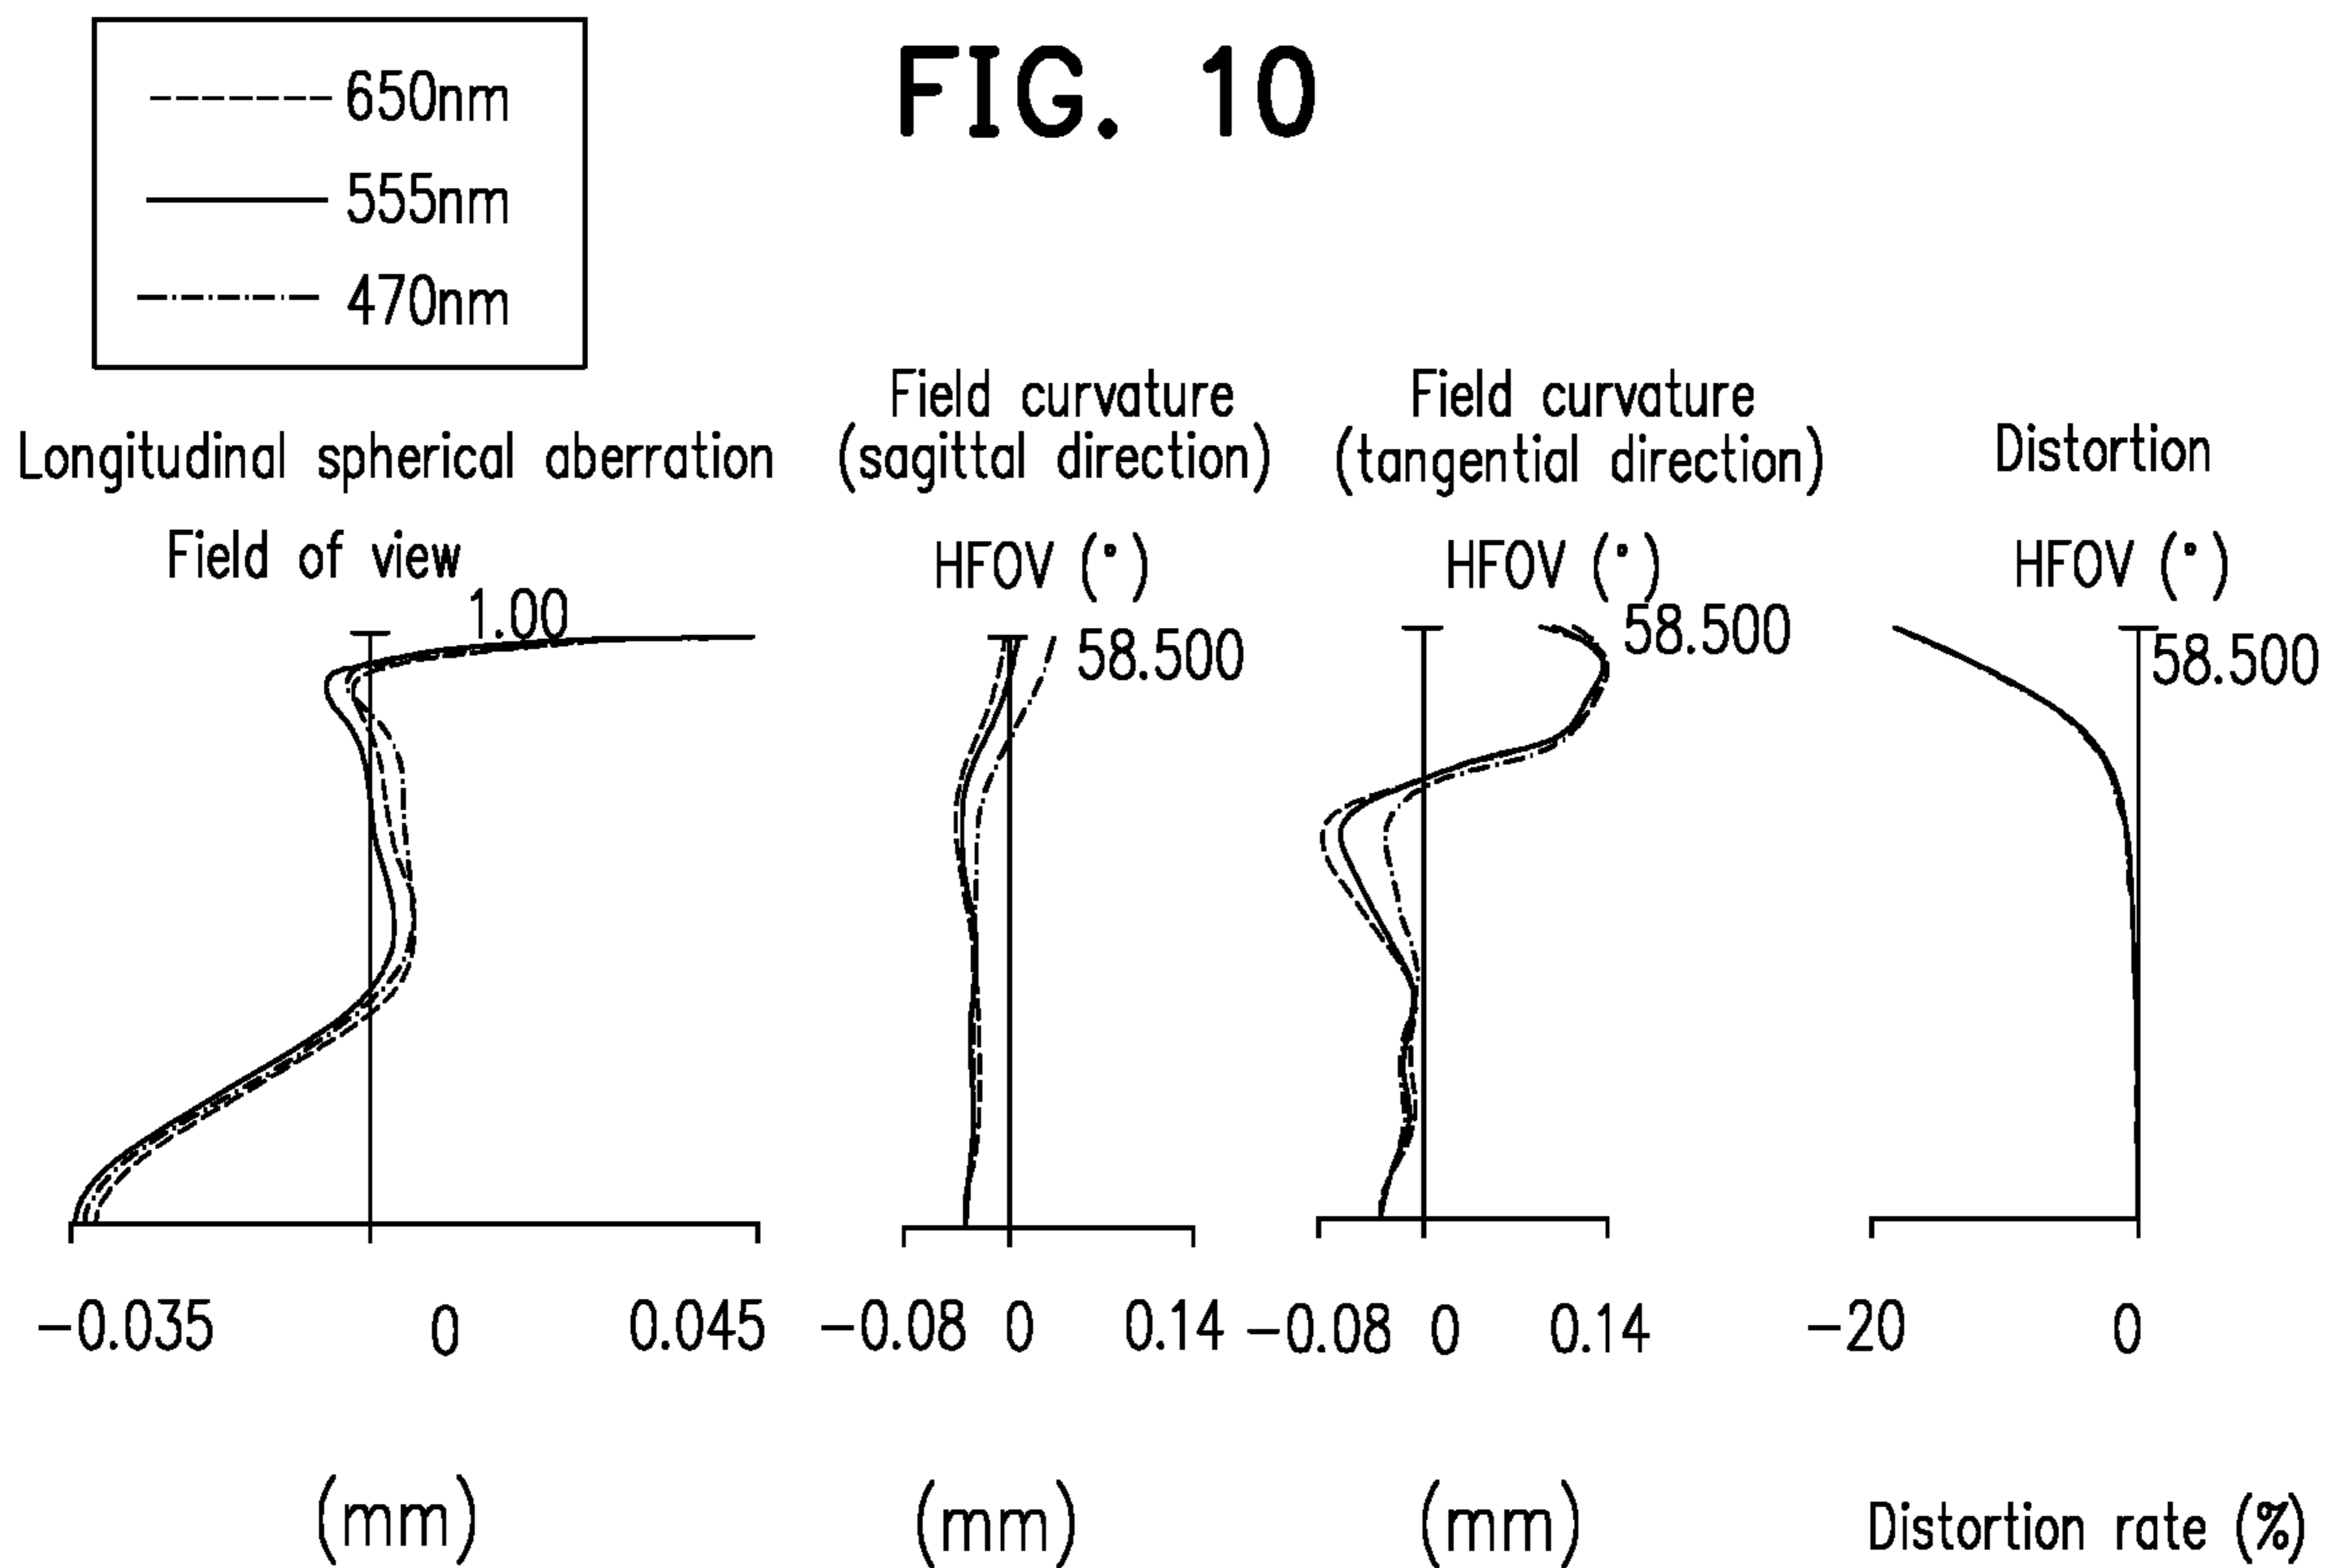 FIG. 10
650nm
555nm
470nm
Longitudinal spherical aberration
Field of view
1.00
-0.035 0 0.045
(mm)
Field curvature
(sagittal direction)
HFOV (°)
58.500
-0.08 0 0.14
(mm)
Field curvature
(tangential direction)
HFOV (°)
58.500
-0.08 0 0.14
(mm)
Distortion
HFOV (°)
58.500
-20 0
Distortion rate (%)